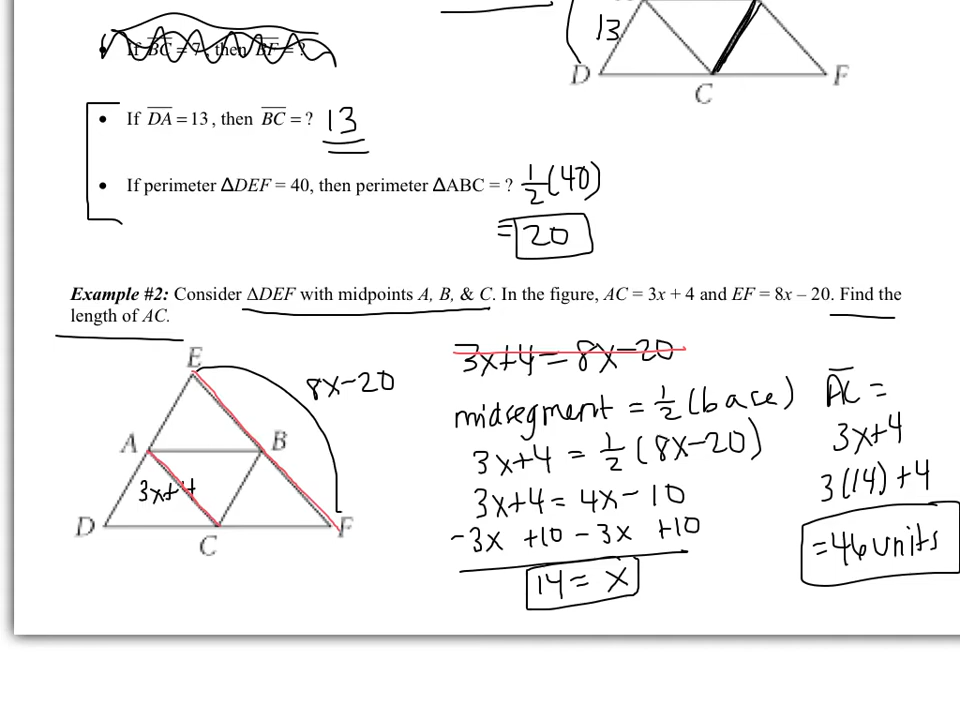 13
D
F
C
If DA = 13, then BC = ? 13
If perimeter ΔDEF = 40, then perimeter ΔABC = ? 1/2 (40)
= 20
Example #2: Consider ΔDEF with midpoints A, B, & C. In the figure, AC = 3x + 4 and EF = 8x – 20. Find the
length of AC.
E
8x-20
A
B
3x+4
D
C
F
3x+4 = 8x-20
midsegment = 1/2 (base)
3x+4 = 1/2 (8x-20)
3x+4 = 4x-10
-3x +10 -3x +10
14 = x
AC =
3x+4
3(14)+4
= 46 units